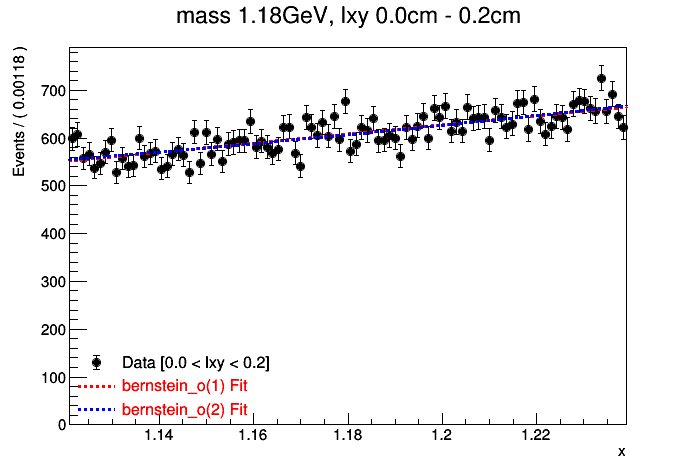 mass 1.18GeV, lxy 0.0cm - 0.2cm
Events / ( 0.00118 )
700
600
500
400
300
200
100
0
Data [0.0 < lxy < 0.2]
bernstein_o(1) Fit
bernstein_o(2) Fit
1.14 1.16 1.18 1.2 1.22
x